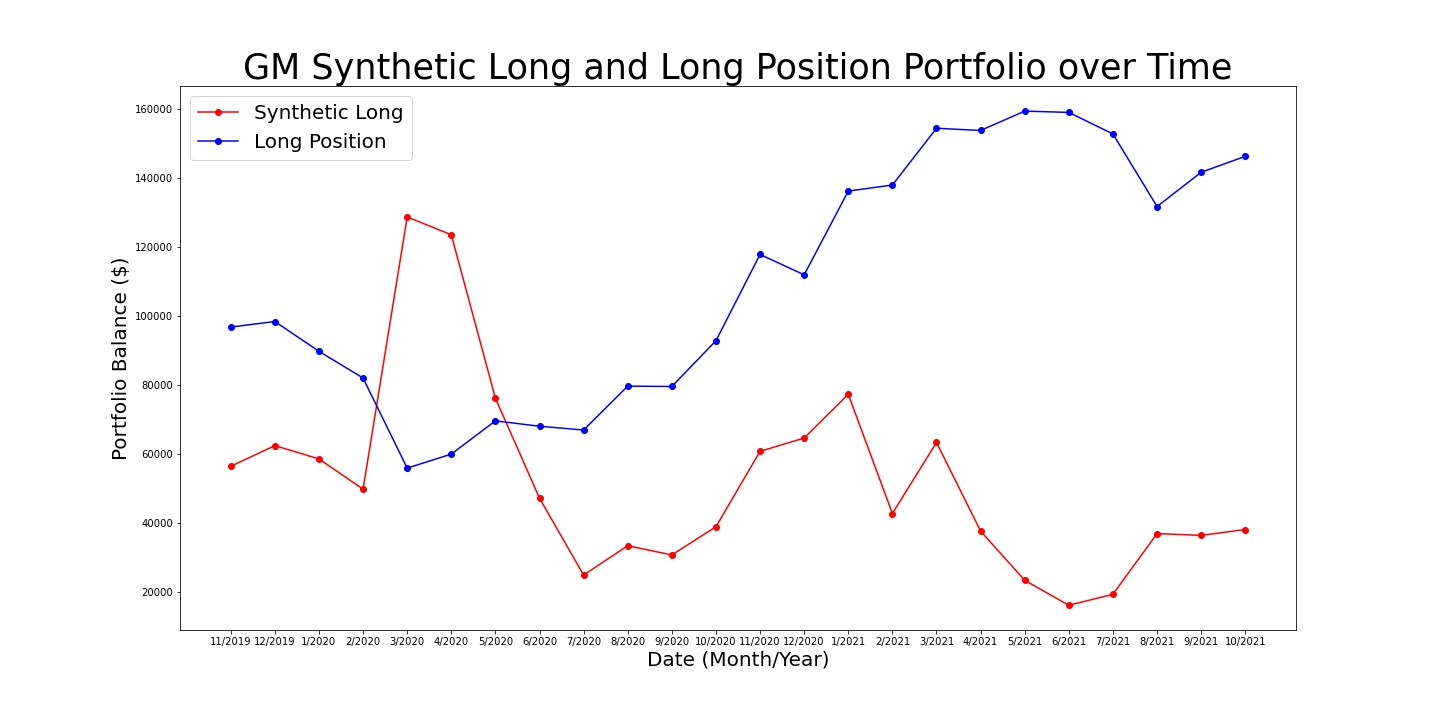 GM Synthetic Long and Long Position Portfolio over Time
Synthetic Long
Long Position
Portfolio Balance ($)
160000
140000
120000
100000
80000
60000
40000
20000
11/2019 12/2019 1/2020 2/2020 3/2020 4/2020 5/2020 6/2020 7/2020 8/2020 9/2020 10/2020 11/2020 12/2020 1/2021 2/2021 3/2021 4/2021 5/2021 6/2021 7/2021 8/2021 9/2021 10/2021
Date (Month/Year)